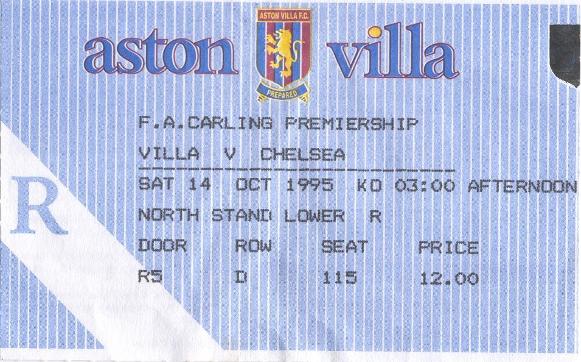 aston villa
ASTON VILLA F.C.
PREPARED
F.A.CARLING PREMIERSHIP
VILLA V CHELSEA
SAT 14 OCT 1995 KO 03:00 AFTERNOON
R
NORTH STAND LOWER R
DOOR ROW SEAT PRICE
R5 D 115 12.00